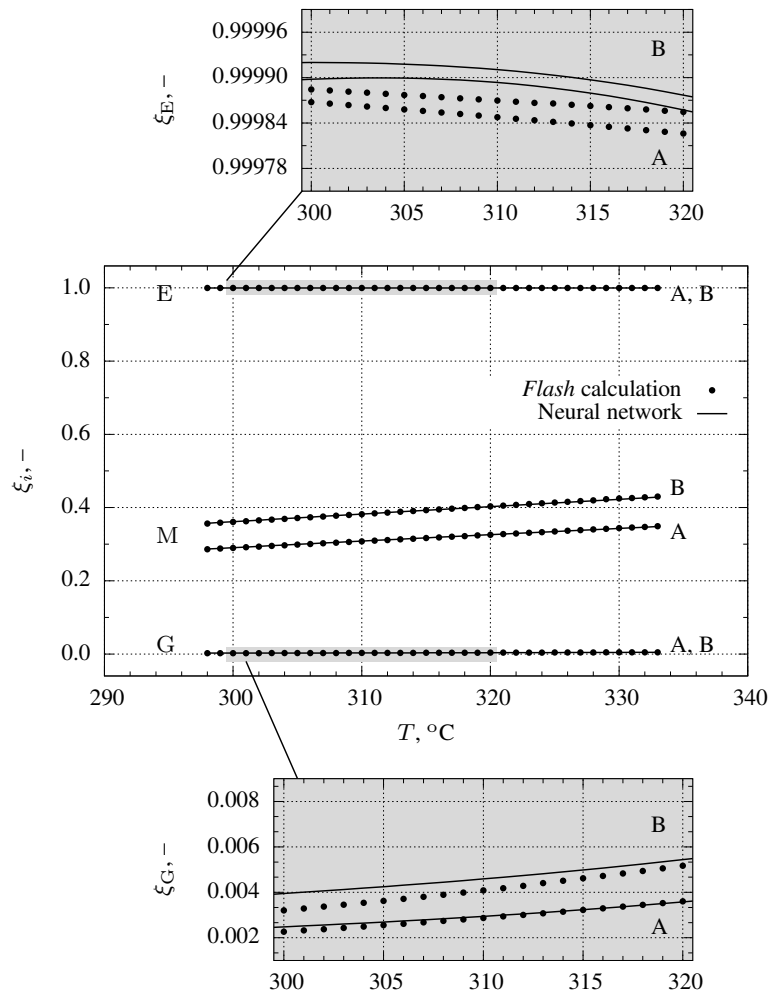 0.99996
0.99990
0.99984
0.99978
ξE, –
B
A
300 305 310 315 320
1.0
0.8
0.6
0.4
0.2
0.0
ξi, –
E
A, B
Flash calculation
Neural network
M
B
A
G
A, B
290 300 310 320 330 340
T, °C
0.008
0.006
0.004
0.002
ξG, –
B
A
300 305 310 315 320